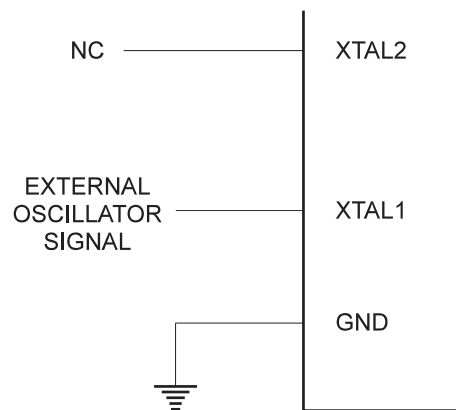 NC
XTAL2
EXTERNAL
OSCILLATOR
SIGNAL
XTAL1
GND